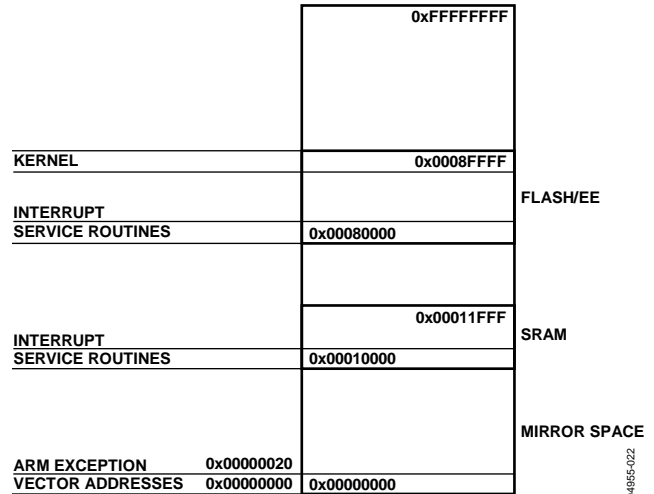 0xFFFFFFFF
KERNEL 0x0008FFFF
FLASH/EE
INTERRUPT
SERVICE ROUTINES 0x00080000
0x00011FFF
SRAM
INTERRUPT
SERVICE ROUTINES 0x00010000
MIRROR SPACE
ARM EXCEPTION 0x00000020
VECTOR ADDRESSES 0x00000000 0x00000000
4955-022